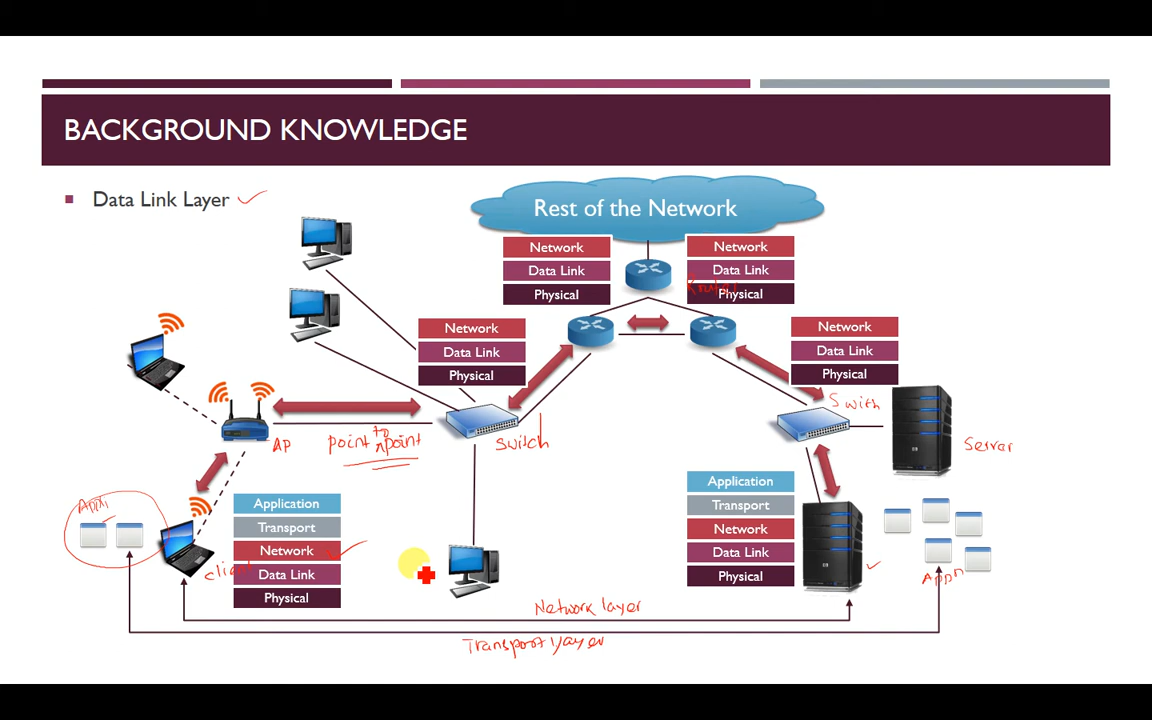 BACKGROUND KNOWLEDGE
Data Link Layer
Rest of the Network
Network
Data Link
Physical
Network
Data Link
Physical
Router
Network
Data Link
Physical
Network
Data Link
Physical
Swith
AP
point to point
Switch
Server
Application
Transport
Network
Data Link
Physical
client
Application
Transport
Network
Data Link
Physical
Appn
Network layer
Transport layer